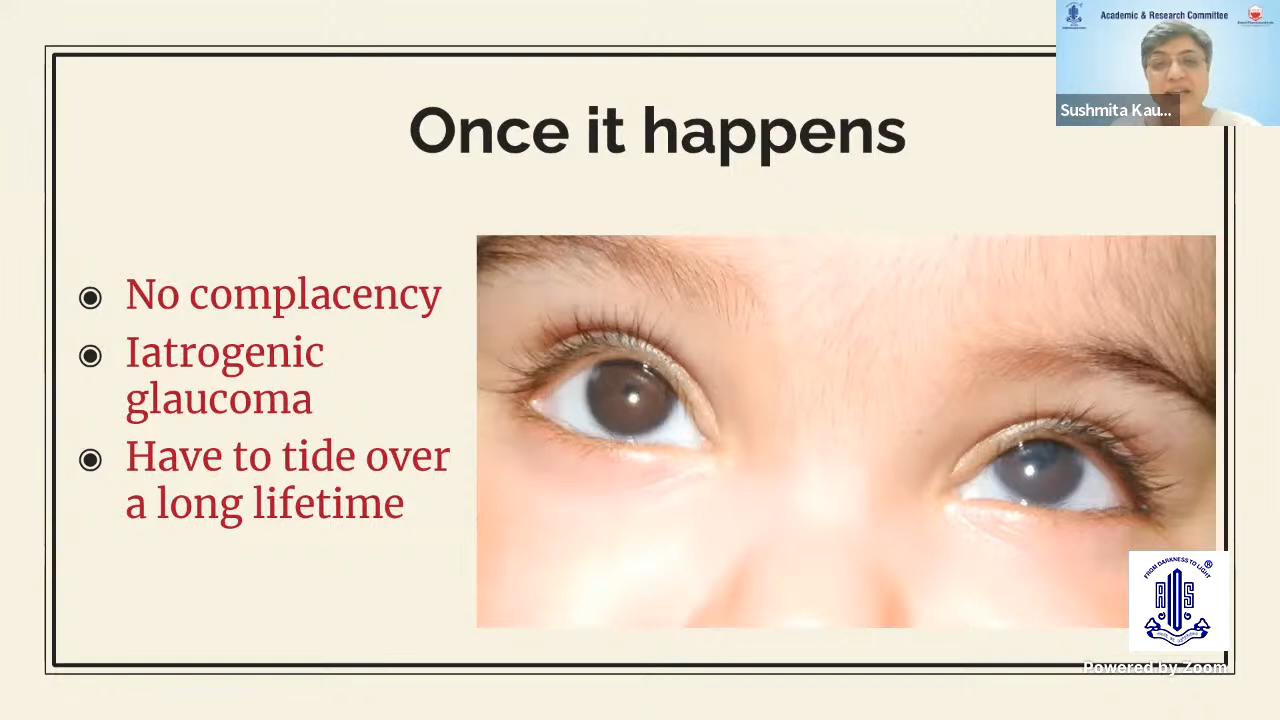 Academic & Research Committee
Sushmita Kau...
Once it happens
No complacency
Iatrogenic
glaucoma
Have to tide over
a long lifetime
FROM DARKNESS TO LIGHT ®
AIOS
Powered by Zoom